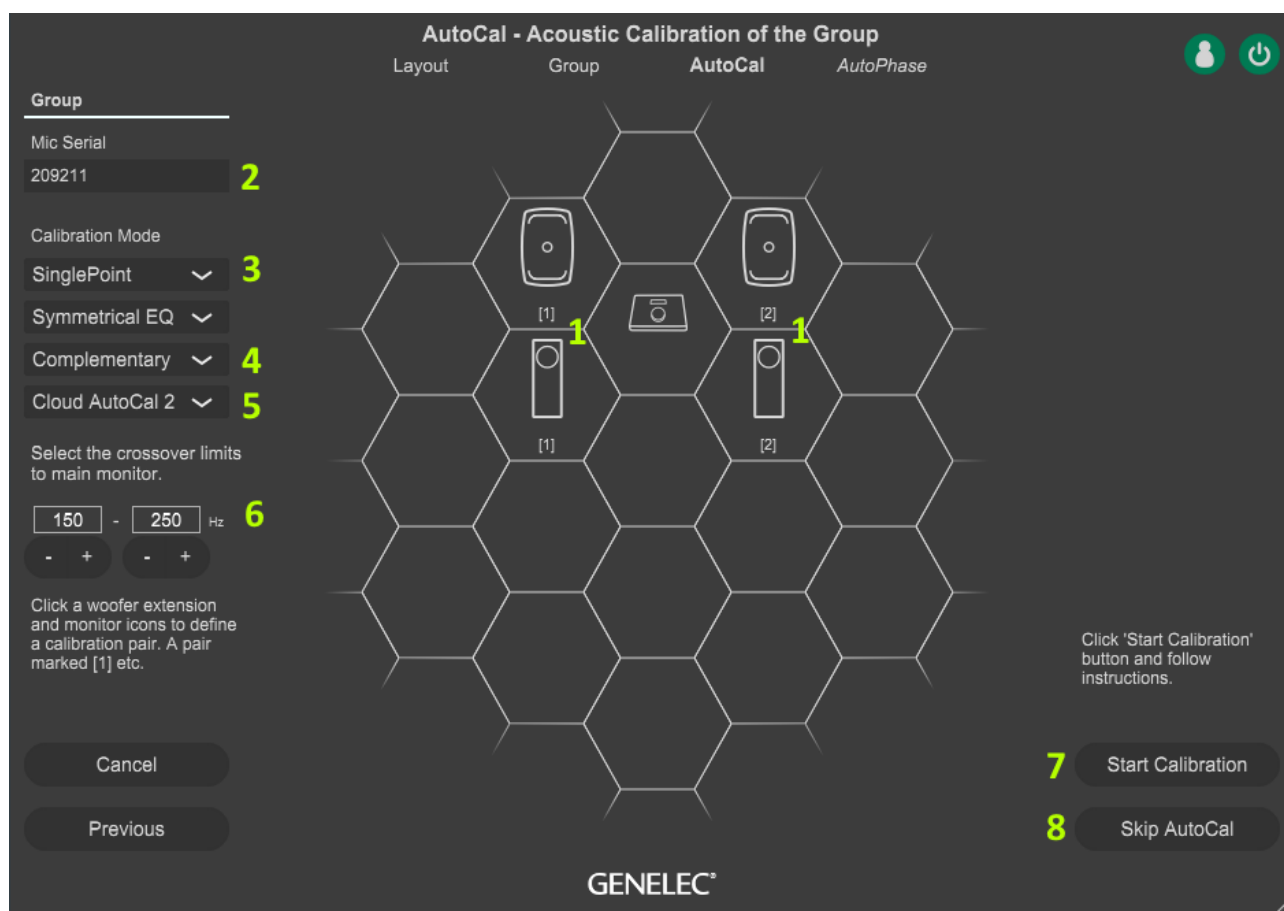 AutoCal - Acoustic Calibration of the Group
Layout Group AutoCal AutoPhase
Group
Mic Serial
209211 2
Calibration Mode
SinglePoint 3
Symmetrical EQ
Complementary 4
Cloud AutoCal 2 5
Select the crossover limits
to main monitor.
150 - 250 Hz 6
- + - +
Click a woofer extension
and monitor icons to define
a calibration pair. A pair
marked [1] etc.
Cancel
Previous
[1] 1 [2] 1
[1] [2]
Click 'Start Calibration'
button and follow
instructions.
7 Start Calibration
8 Skip AutoCal
GENELEC®